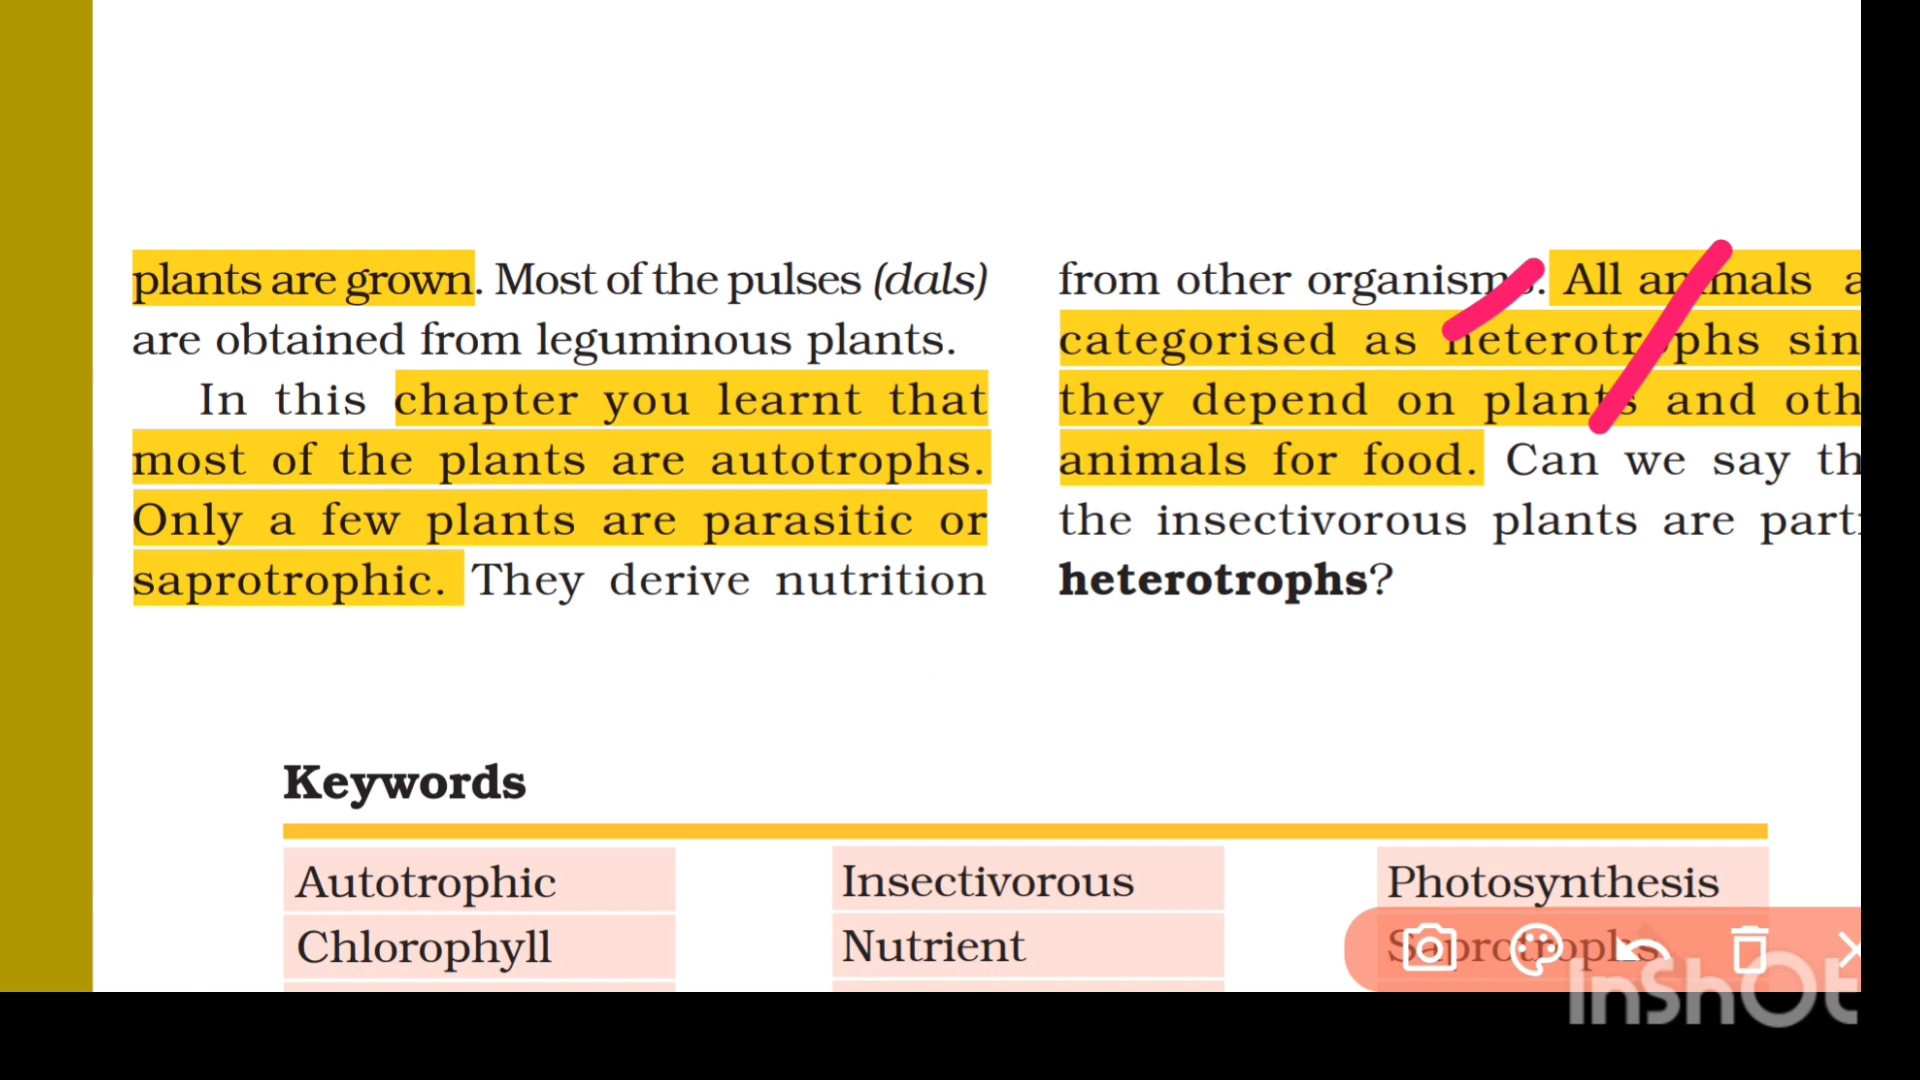 plants are grown. Most of the pulses (dals)
are obtained from leguminous plants.
In this chapter you learnt that
most of the plants are autotrophs.
Only a few plants are parasitic or
saprotrophic. They derive nutrition
from other organisms. All animals
categorised as heterotrophs
they depend on plants and
animals for food. Can we say
the insectivorous plants are
heterotrophs?
Keywords
Autotrophic
Insectivorous
Photosynthesis
Chlorophyll
Nutrient
Saprotrophs
InShOt